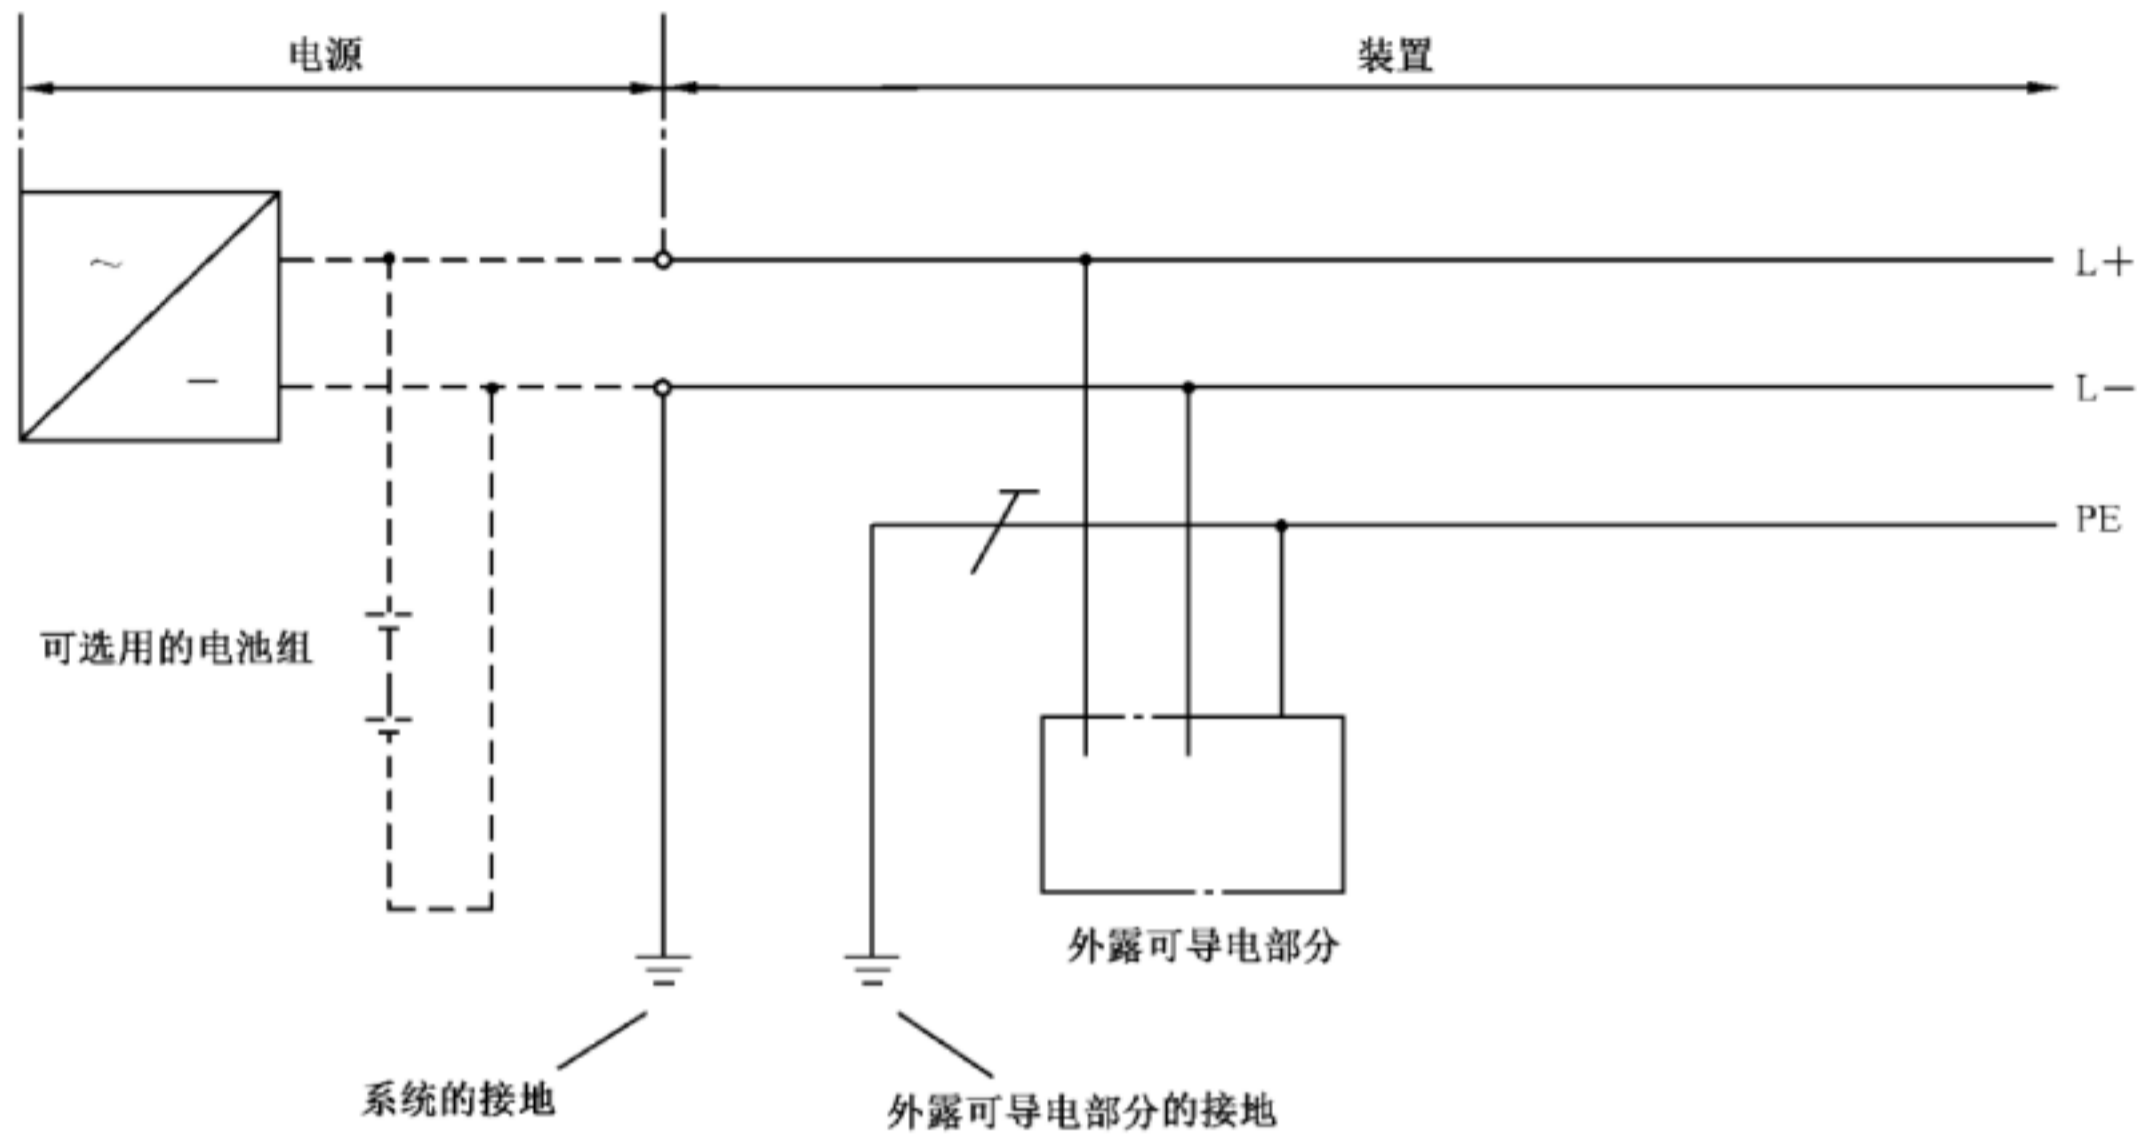 电源
装置
~
L+
—
L—
PE
可选用的电池组
外露可导电部分
系统的接地
外露可导电部分的接地